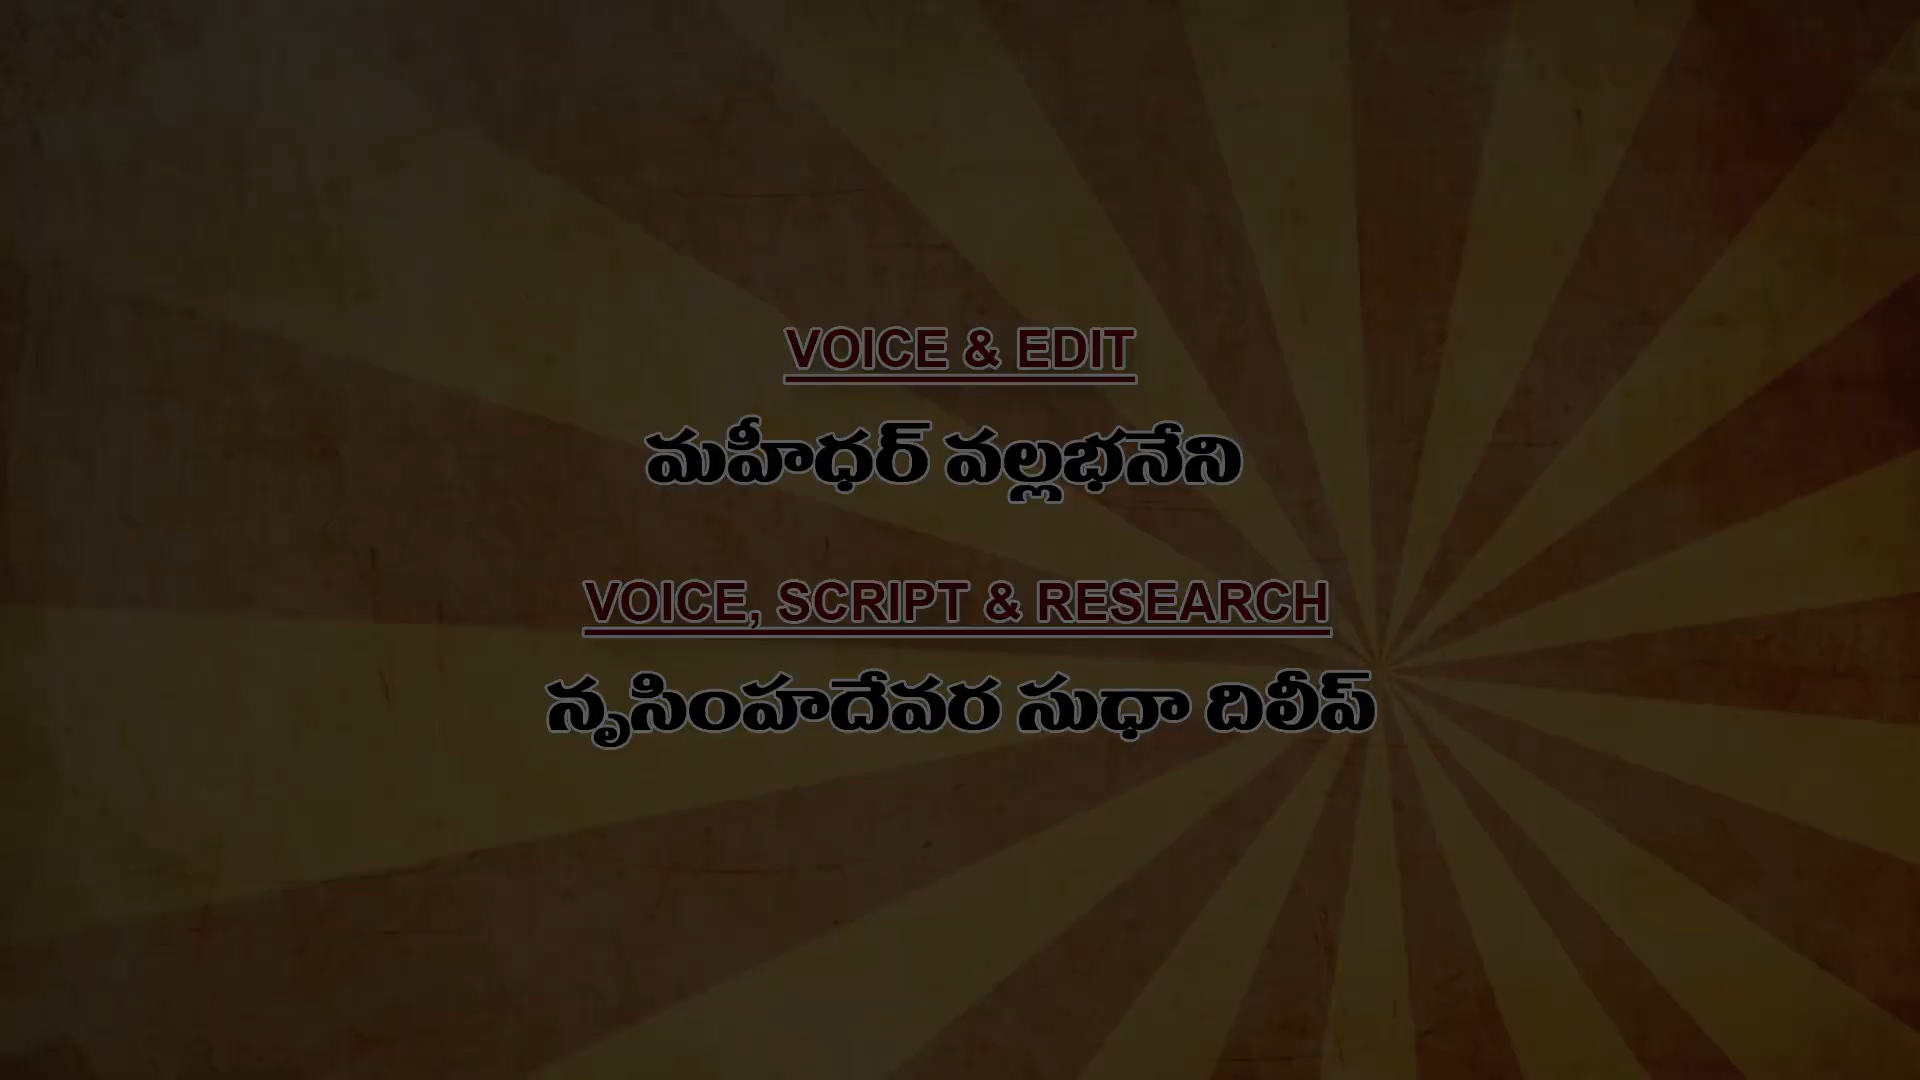 VOICE & EDIT
మహీధర్ వల్లభనేని
VOICE, SCRIPT & RESEARCH
నృసింహదేవర సుధా దిలీప్